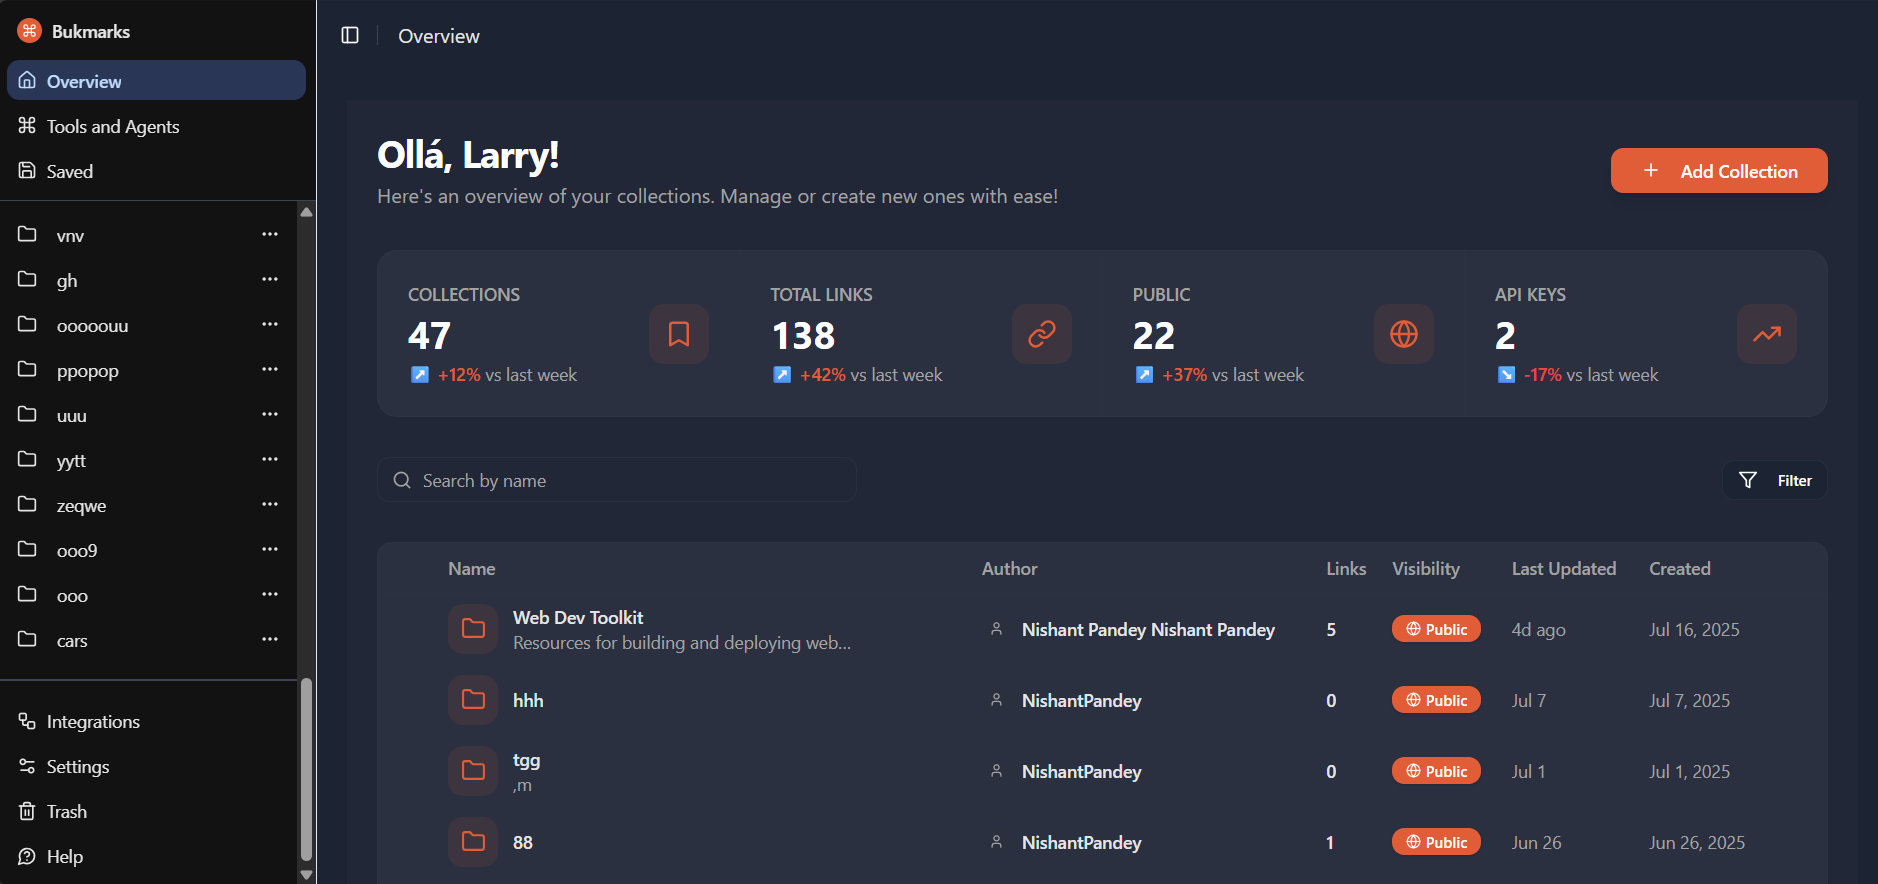 Bukmarks
Overview
Tools and Agents
Saved
vnv
gh
ooooouu
ppopop
uuu
yytt
zeqwe
ooo9
ooo
cars
Integrations
Settings
Trash
Help
Overview
Ollá, Larry!
Here's an overview of your collections. Manage or create new ones with ease!
Add Collection
COLLECTIONS
47
+12% vs last week
TOTAL LINKS
138
+42% vs last week
PUBLIC
22
+37% vs last week
API KEYS
2
-17% vs last week
Search by name
Filter
Name Author Links Visibility Last Updated Created
Web Dev Toolkit
Resources for building and deploying web...
Nishant Pandey Nishant Pandey 5 Public 4d ago Jul 16, 2025
hhh NishantPandey 0 Public Jul 7 Jul 7, 2025
tgg
,m
NishantPandey 0 Public Jul 1 Jul 1, 2025
88 NishantPandey 1 Public Jun 26 Jun 26, 2025